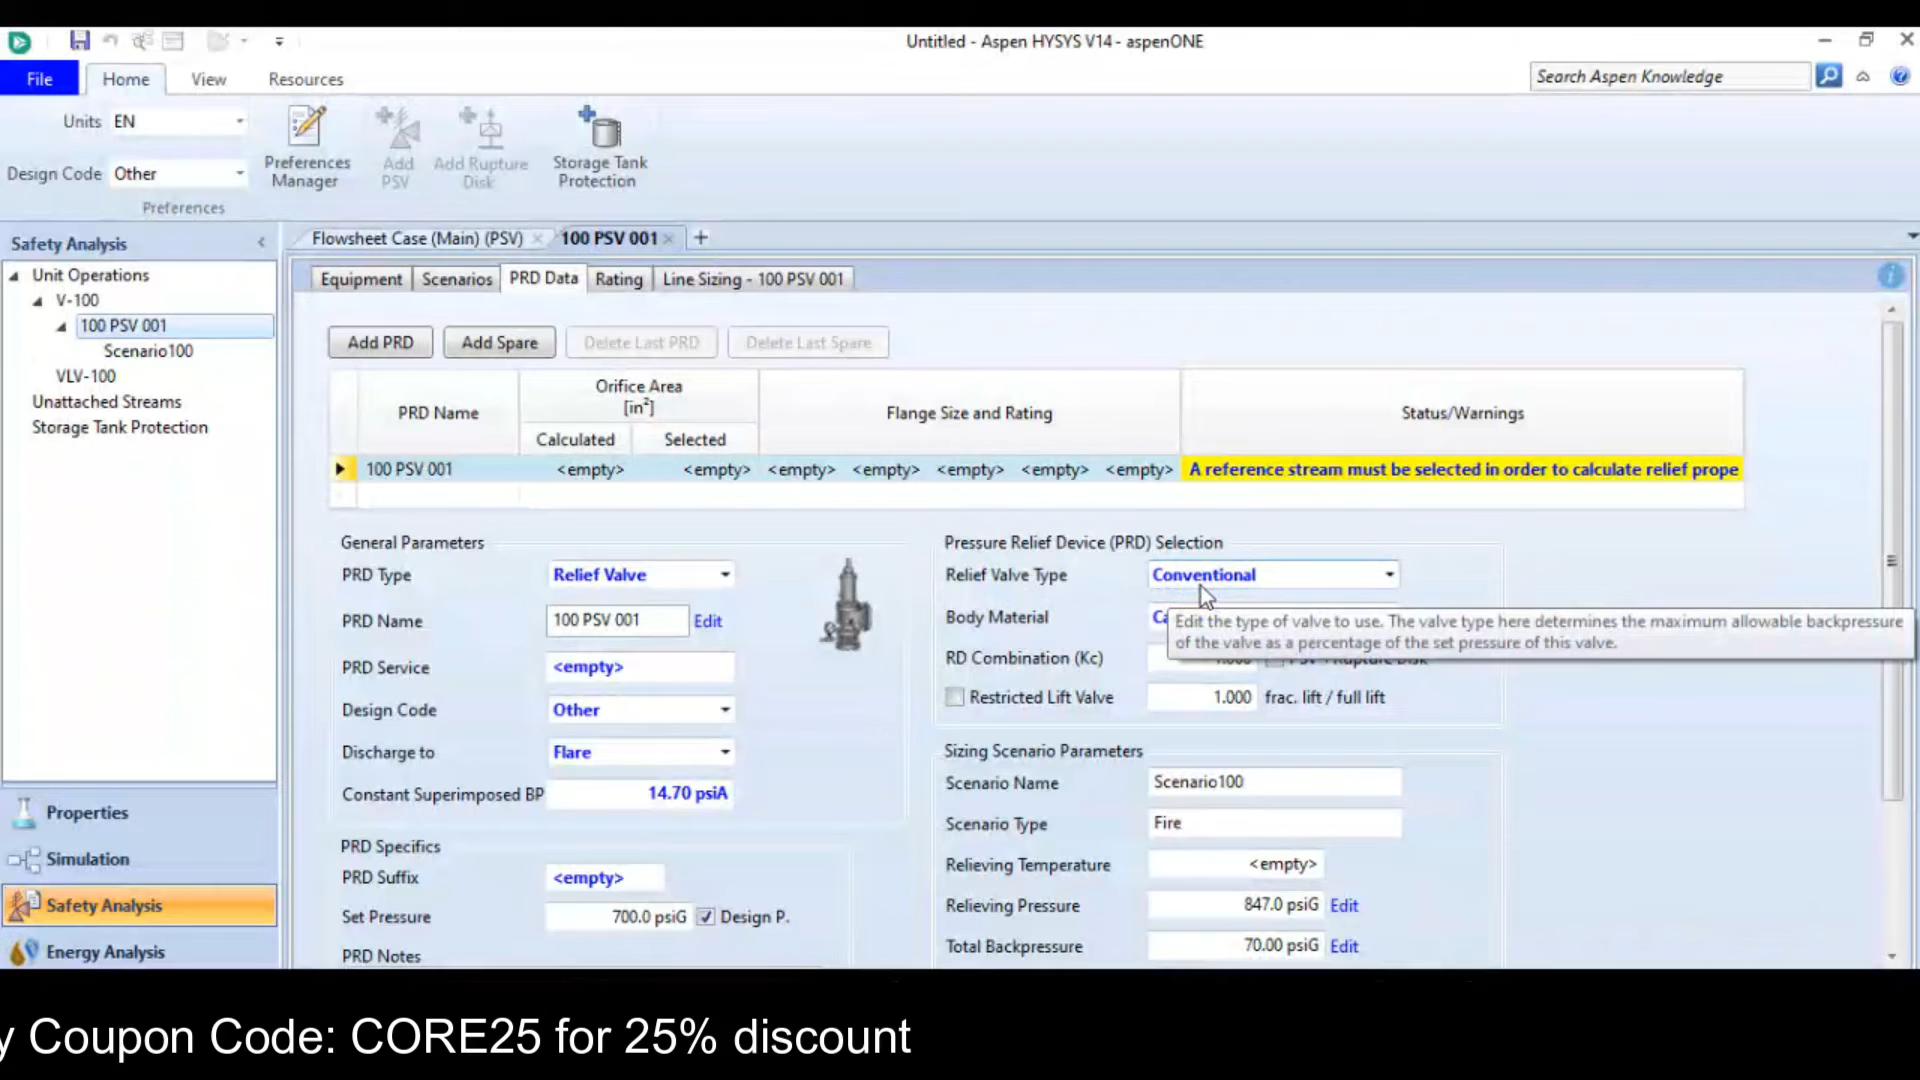 Untitled - Aspen HYSYS V14 - aspenONE
File
Home
View
Resources
Search Aspen Knowledge
Units
EN
Design Code
Other
Preferences
Manager
Add
PSV
Add Rupture
Disk
Storage Tank
Protection
Preferences
Safety Analysis
Flowsheet Case (Main) (PSV)
100 PSV 001
Unit Operations
V-100
100 PSV 001
Scenario100
VLV-100
Unattached Streams
Storage Tank Protection
Properties
Simulation
Safety Analysis
Energy Analysis
Equipment
Scenarios
PRD Data
Rating
Line Sizing - 100 PSV 001
Add PRD
Add Spare
Delete Last PRD
Delete Last Spare
PRD Name
Orifice Area
[in²]
Calculated
Selected
Flange Size and Rating
Status/Warnings
100 PSV 001
<empty>
<empty>
<empty>
<empty>
<empty>
<empty>
<empty>
A reference stream must be selected in order to calculate relief prope
General Parameters
PRD Type
Relief Valve
PRD Name
100 PSV 001
Edit
PRD Service
<empty>
Design Code
Other
Discharge to
Flare
Constant Superimposed BP
14.70 psiA
PRD Specifics
PRD Suffix
<empty>
Set Pressure
700.0 psiG
Design P.
PRD Notes
Pressure Relief Device (PRD) Selection
Relief Valve Type
Conventional
Body Material
Ca
Edit the type of valve to use. The valve type here determines the maximum allowable backpressure
of the valve as a percentage of the set pressure of this valve.
RD Combination (Kc)
Restricted Lift Valve
1.000
frac. lift / full lift
Sizing Scenario Parameters
Scenario Name
Scenario100
Scenario Type
Fire
Relieving Temperature
<empty>
Relieving Pressure
847.0 psiG
Edit
Total Backpressure
70.00 psiG
Edit
y Coupon Code: CORE25 for 25% discount